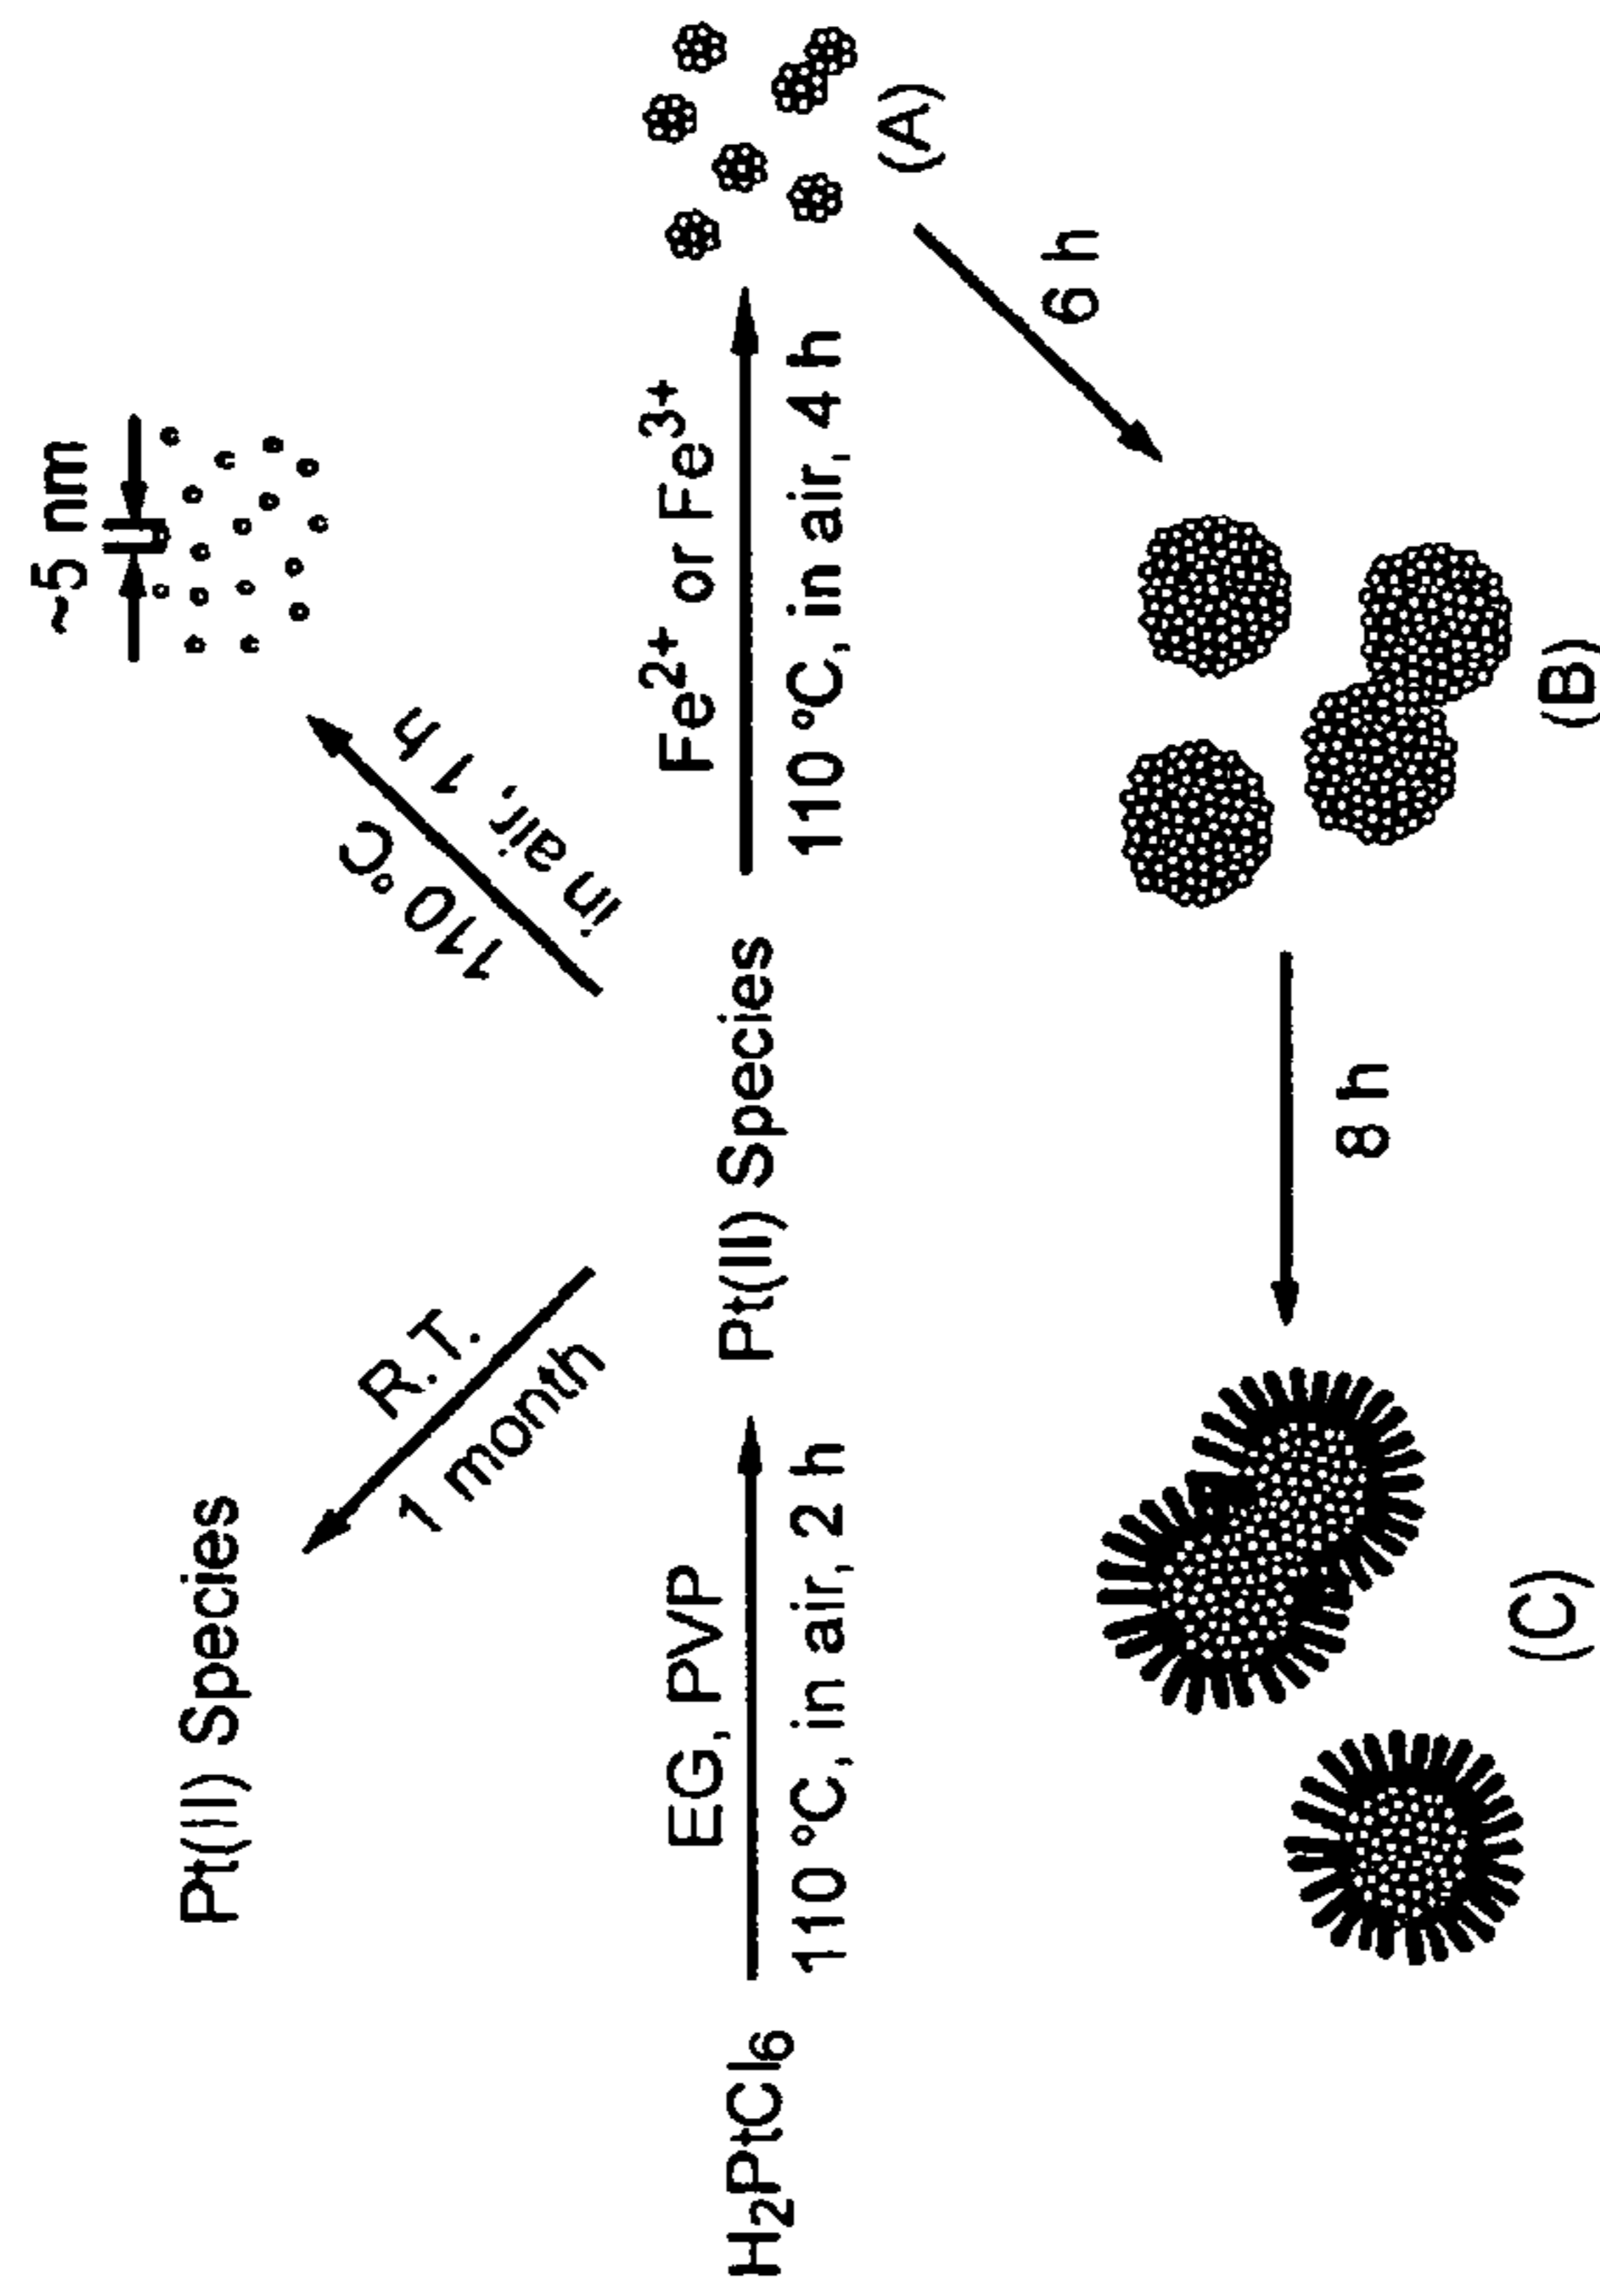 Pt(II) Species
R.T.
1 month
110 °C
in air, 1 h
~5 nm
H2PtCl6
EG, PVP
110 °C, in air, 2 h
Pt(II) Species
Fe2+ or Fe3+
110 °C, in air, 4 h
(A)
6 h
(B)
8 h
(C)